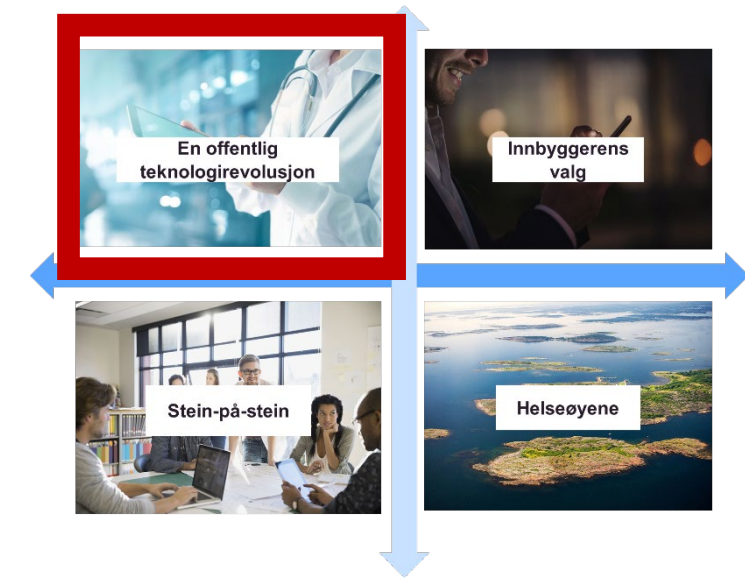 En offentlig
teknologirevolusjon
Innbyggerens
valg
Stein-på-stein
Helseøyene